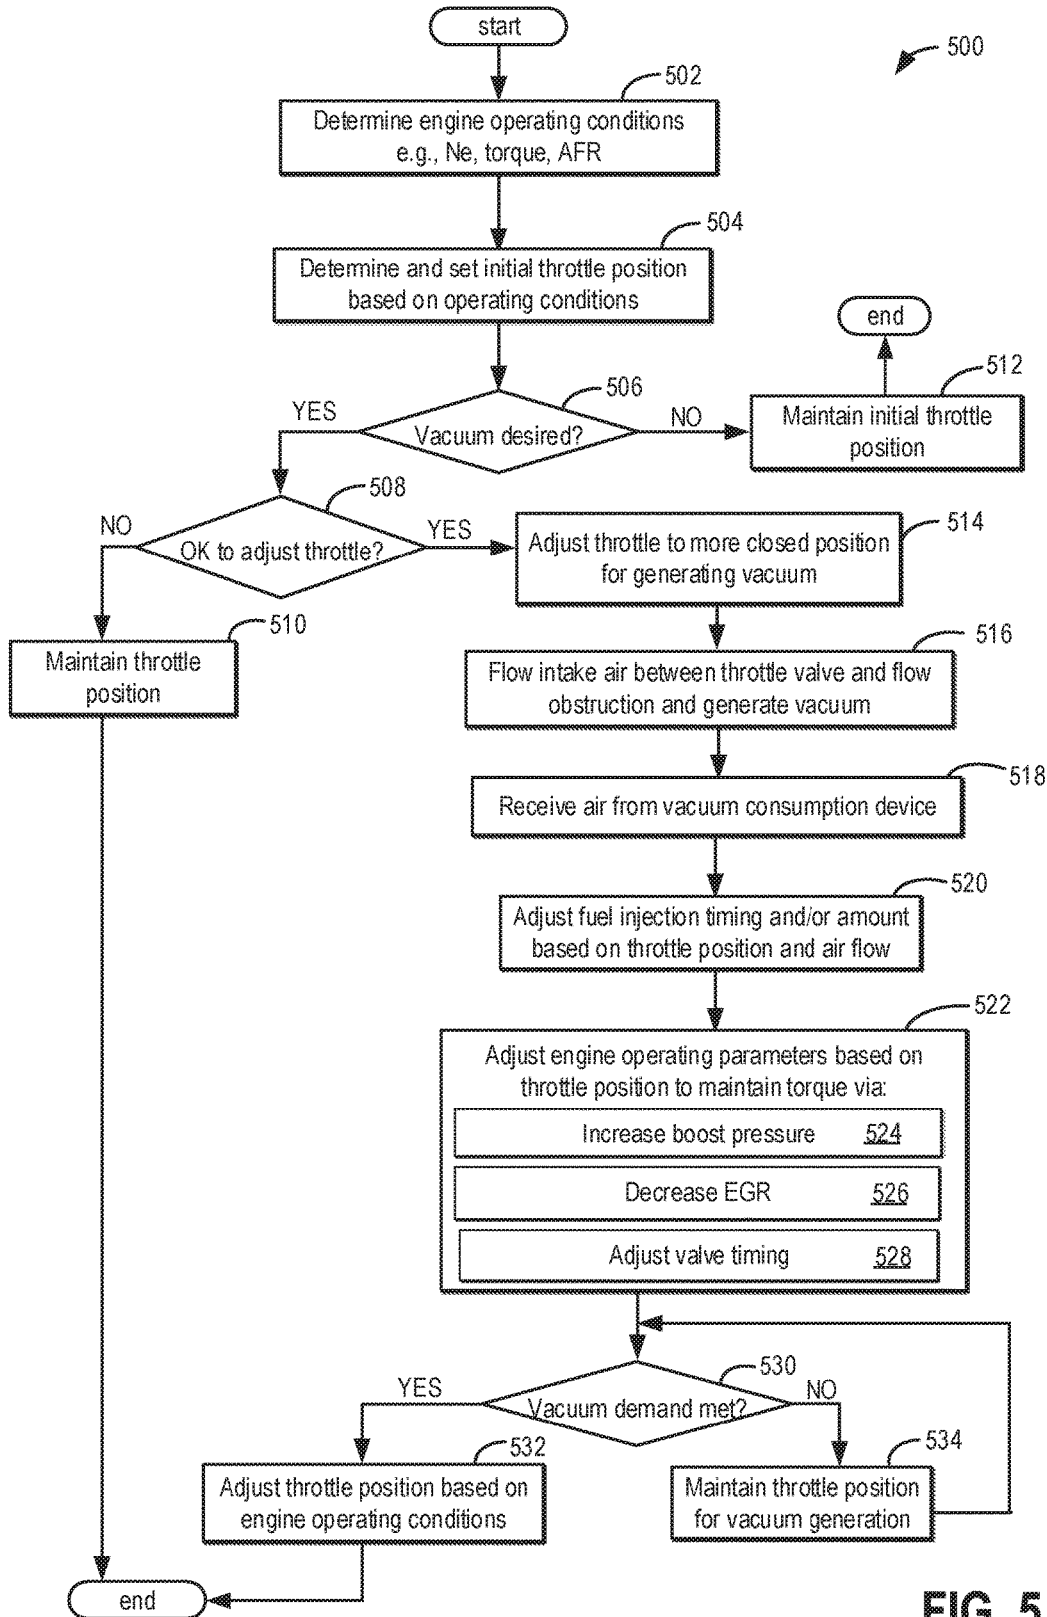 start
500
502
Determine engine operating conditions
e.g., Ne, torque, AFR
504
Determine and set initial throttle position
based on operating conditions
end
506
512
YES
Vacuum desired?
NO
Maintain initial throttle
position
508
NO
OK to adjust throttle?
YES
514
Adjust throttle to more closed position
for generating vacuum
510
Maintain throttle
position
516
Flow intake air between throttle valve and flow
obstruction and generate vacuum
518
Receive air from vacuum consumption device
520
Adjust fuel injection timing and/or amount
based on throttle position and air flow
522
Adjust engine operating parameters based on
throttle position to maintain torque via:
Increase boost pressure 524
Decrease EGR 526
Adjust valve timing 528
530
YES
Vacuum demand met?
NO
532
Adjust throttle position based on
engine operating conditions
534
Maintain throttle position
for vacuum generation
end
FIG. 5